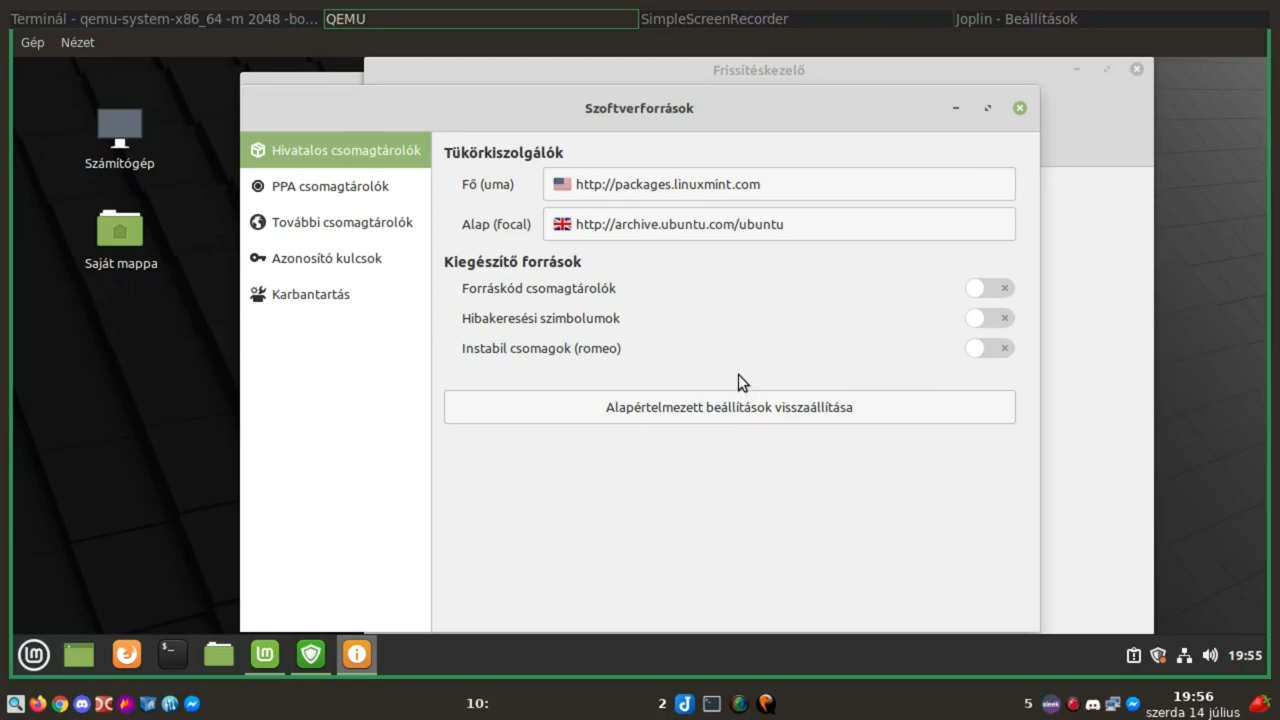 Terminál - qemu-system-x86_64 -m 2048 -bo...
QEMU
SimpleScreenRecorder
Joplin - Beállítások
Gép
Nézet
Frissítéskezelő
Szoftverforrások
Számítógép
Saját mappa
Hivatalos csomagtárolók
PPA csomagtárolók
További csomagtárolók
Azonosító kulcsok
Karbantartás
Tükörkiszolgálók
Fő (uma)
http://packages.linuxmint.com
Alap (focal)
http://archive.ubuntu.com/ubuntu
Kiegészítő források
Forráskód csomagtárolók
Hibakeresési szimbolumok
Instabil csomagok (romeo)
Alapértelmezett beállítások visszaállítása
19:55
10:
2
5
sleek
19:56
szerda 14 július